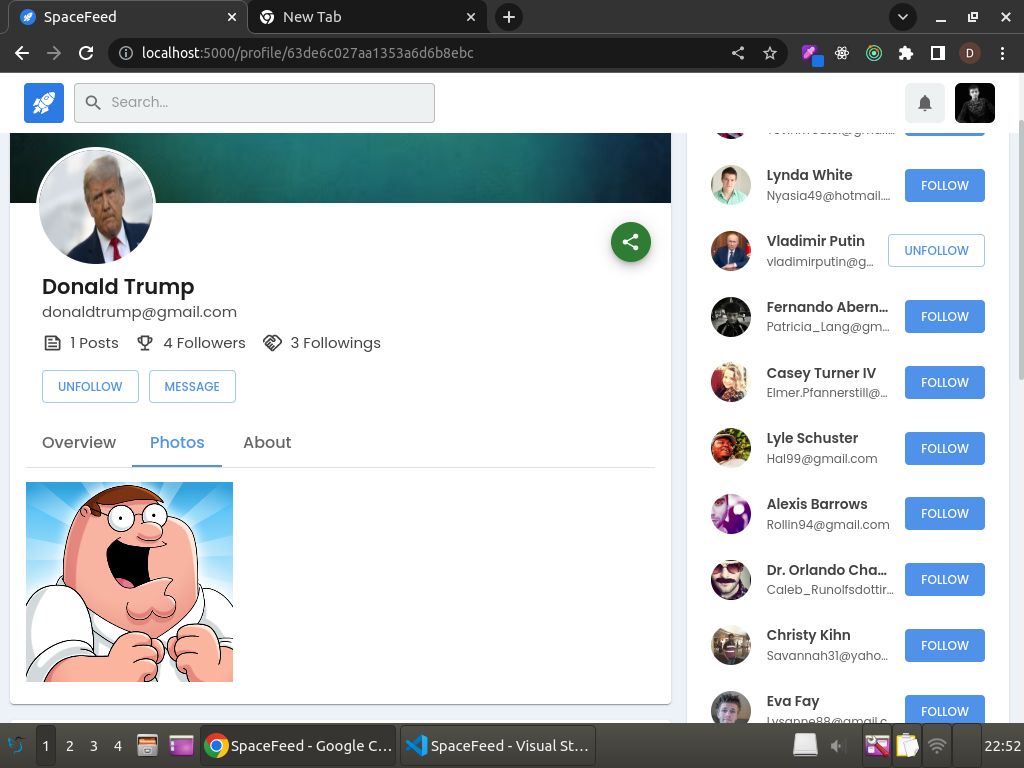 SpaceFeed
New Tab
localhost:5000/profile/63de6c027aa1353a6d6b8ebc
D
Search...
Donald Trump
donaldtrump@gmail.com
1 Posts
4 Followers
3 Followings
UNFOLLOW
MESSAGE
Overview
Photos
About
Lynda White
Nyasia49@hotmail....
FOLLOW
Vladimir Putin
vladimirputin@g...
UNFOLLOW
Fernando Abern...
Patricia_Lang@gm...
FOLLOW
Casey Turner IV
Elmer.Pfannerstill@...
FOLLOW
Lyle Schuster
Hal99@gmail.com
FOLLOW
Alexis Barrows
Rollin94@gmail.com
FOLLOW
Dr. Orlando Cha...
Caleb_Runolfsdottir...
FOLLOW
Christy Kihn
Savannah31@yaho...
FOLLOW
Eva Fay
Lysanne88@gmail.c...
FOLLOW
1
2
3
4
SpaceFeed - Google C...
SpaceFeed - Visual St...
22:52